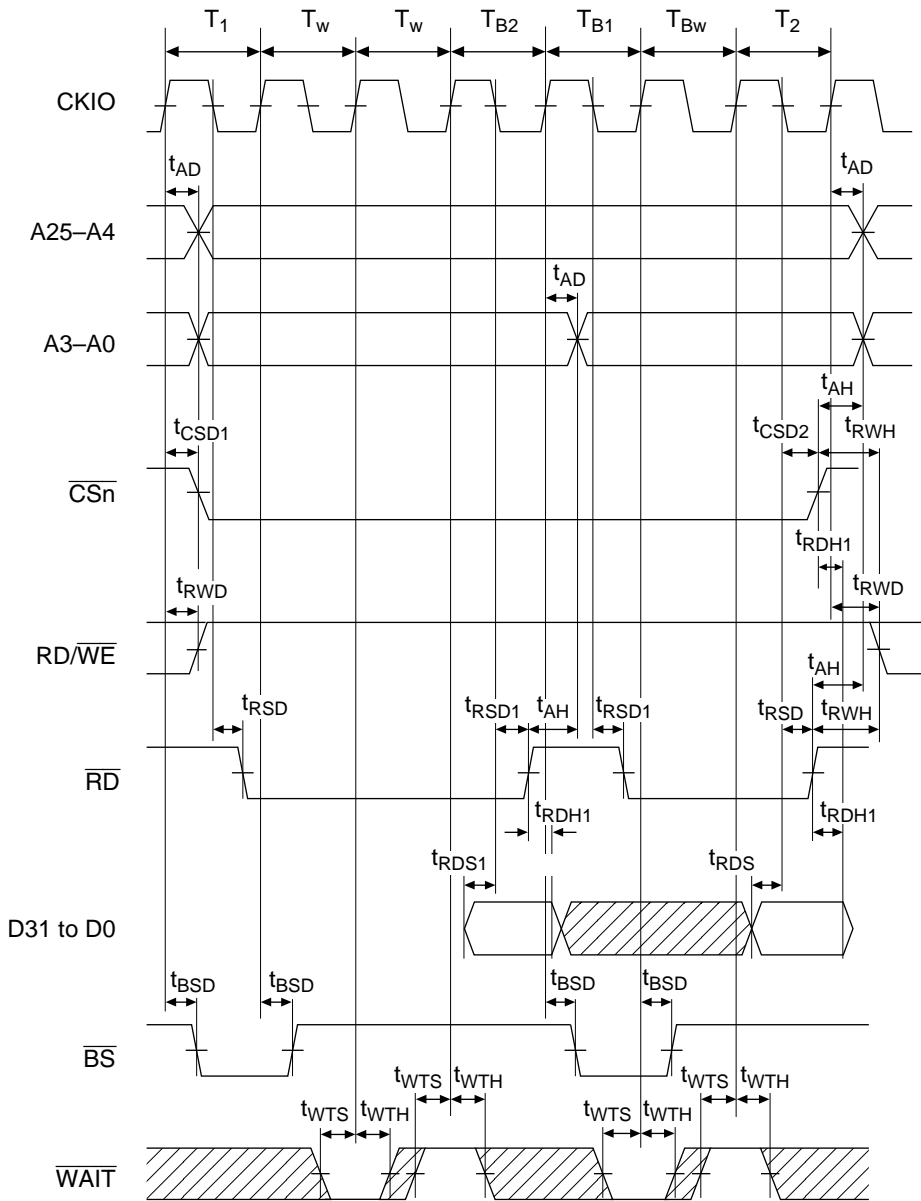 T1 Tw Tw TB2 TB1 TBw T2
CKIO
tAD tAD
A25–A4
tAD
A3–A0
tAH
tCSD1 tCSD2 tRWH
CSn
tRDH1
tRWD tRWD
RD/WE
tAH
tRSD tRSD1 tAH tRSD1 tRSD tRWH
RD
tRDH1 tRDH1
tRDS1 tRDS
D31 to D0
tBSD tBSD tBSD tBSD
BS
tWTS tWTH tWTS tWTH
tWTS tWTH tWTS tWTH
WAIT